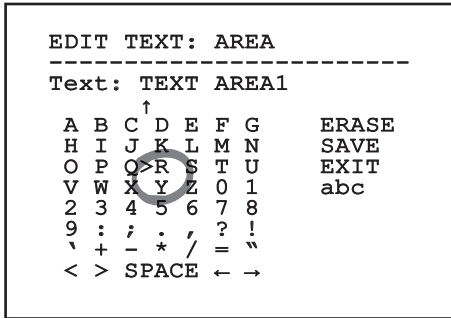 EDIT TEXT: AREA
------------------------
Text: TEXT AREA1
↑
A B C D E F G ERASE
H I J K L M N SAVE
O P Q>R S T U EXIT
V W X Y Z 0 1 abc
2 3 4 5 6 7 8
9 : ; . , ? !
‵ + - * / = ‶
< > SPACE ← →